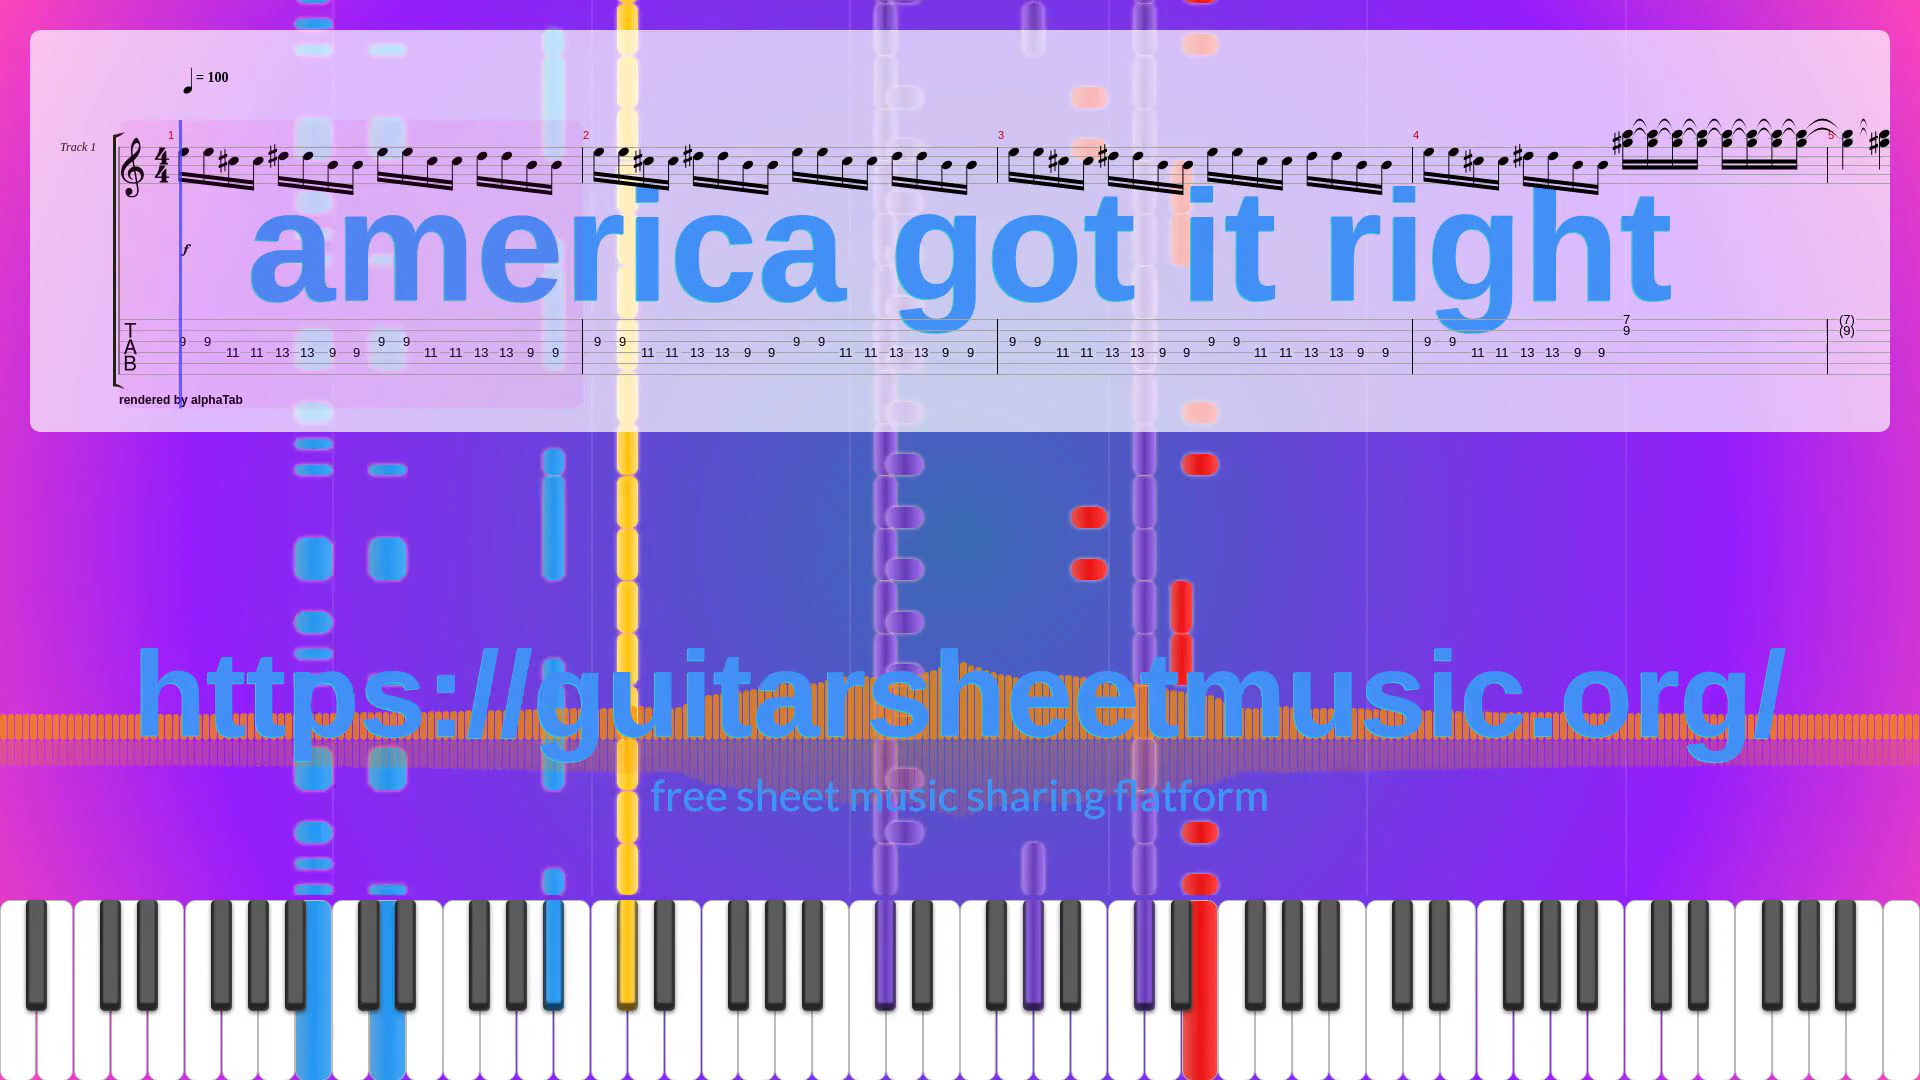 = 100
Track 1
1 2 3 4 5
4
4
f
america got it right
7 (7)
T 9 (9)
A 9 9 9 9 9 9 9 9 9 9 9 9 9 9
B 11 11 13 13 9 9 11 11 13 13 9 9 11 11 13 13 9 9 11 11 13 13 9 9 11 11 13 13 9 9 11 11 13 13 9 9 11 11 13 13 9 9
rendered by alphaTab
https://guitarsheetmusic.org/
free sheet music sharing flatform